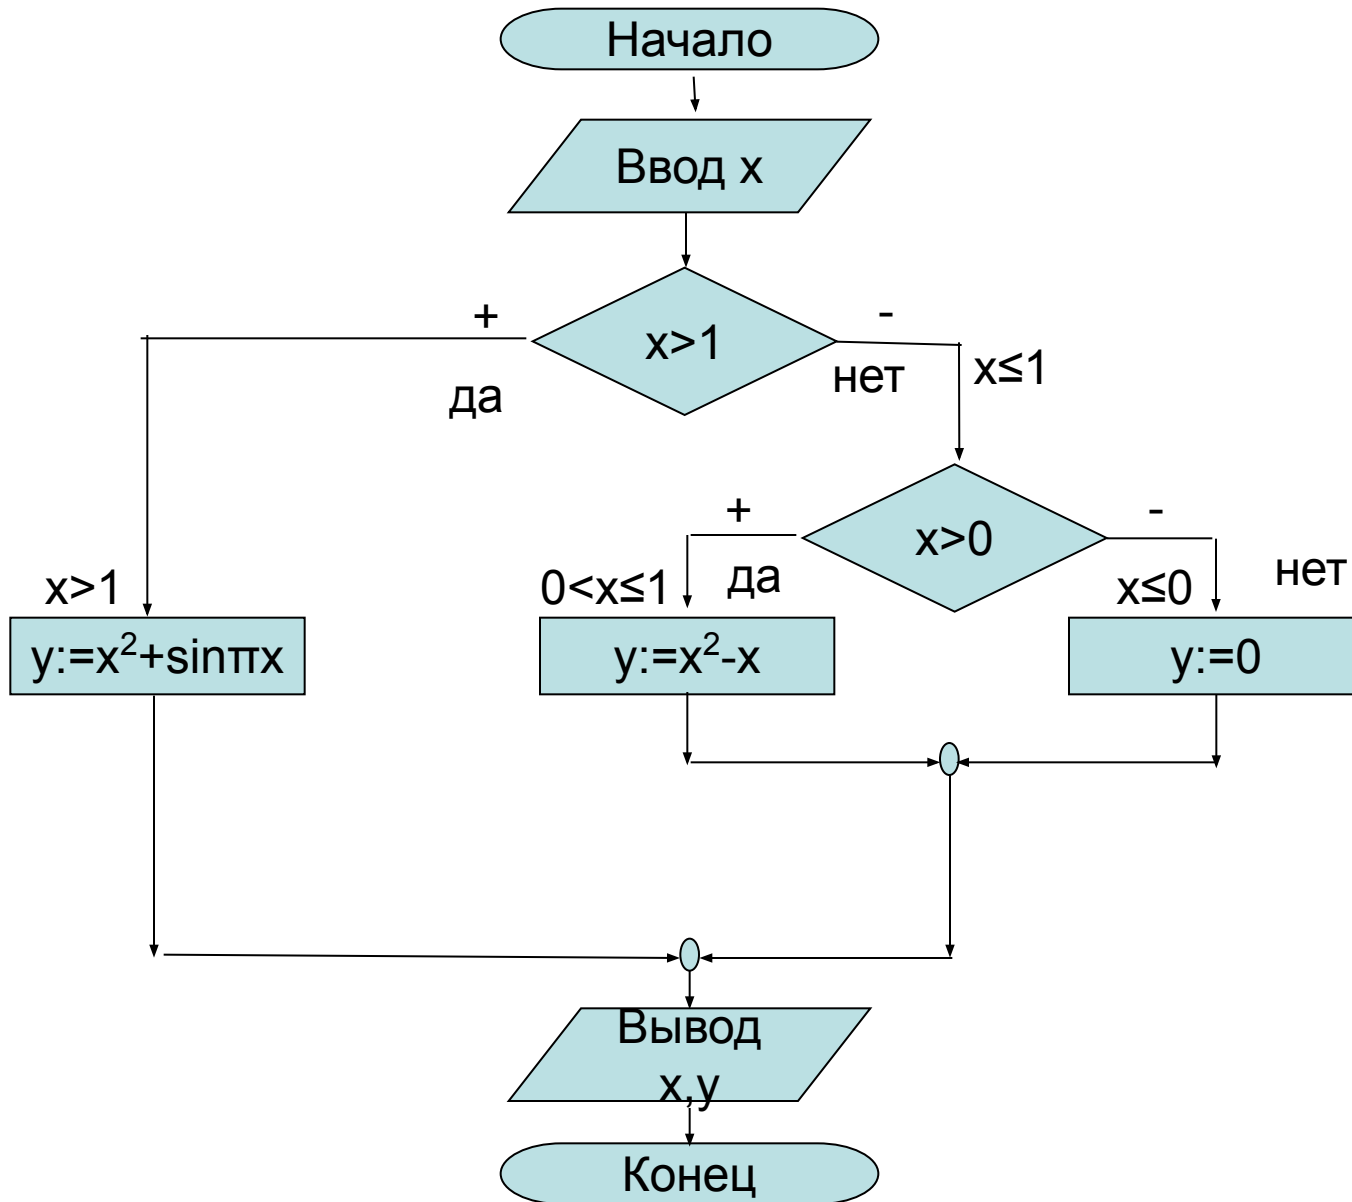 Начало
Ввод x
x>1
+
да
-
нет
x≤1
x>0
+
да
-
нет
x>1
0<x≤1
x≤0
y:=x²+sinπx
y:=x²-x
y:=0
Вывод
x,y
Конец